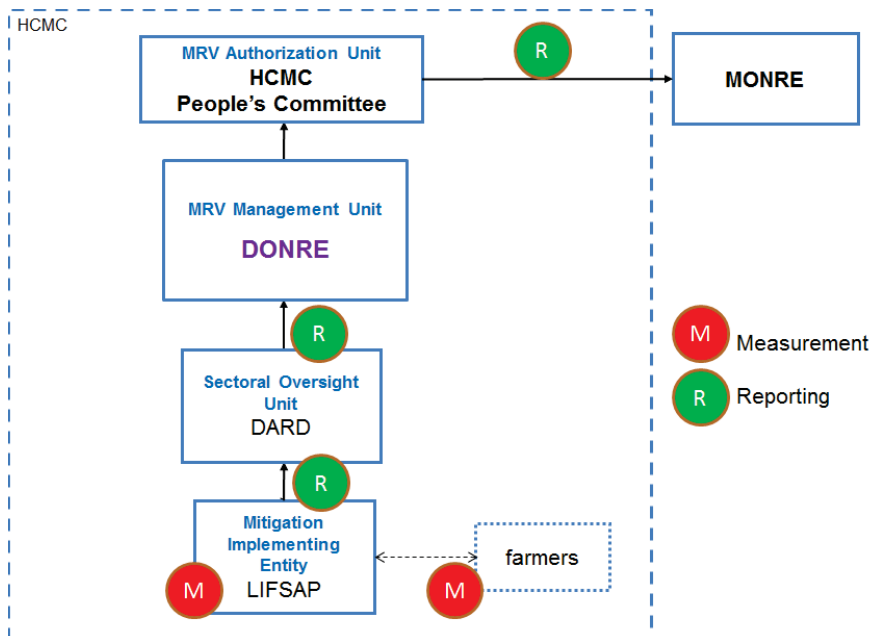 HCMC
MRV Authorization Unit
HCMC
People's Committee
R
MONRE
MRV Management Unit
DONRE
R
Sectoral Oversight
Unit
DARD
M
Measurement
R
Reporting
R
Mitigation
Implementing
Entity
LIFSAP
M
M
farmers